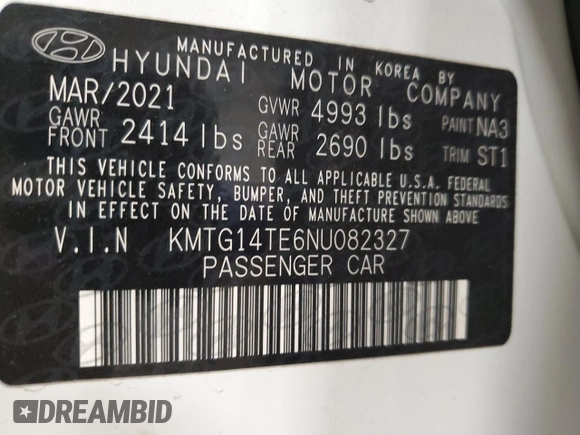 MANUFACTURED IN KOREA BY
HYUNDAI MOTOR COMPANY
MAR/2021 GVWR 4993 lbs PAINT NA3
GAWR FRONT 2414 lbs GAWR REAR 2690 lbs TRIM ST1
THIS VEHICLE CONFORMS TO ALL APPLICABLE U.S.A. FEDERAL
MOTOR VEHICLE SAFETY, BUMPER, AND THEFT PREVENTION STANDARDS
IN EFFECT ON THE DATE OF MANUFACTURE SHOWN ABOVE
V.I.N KMTG14TE6NU082327
PASSENGER CAR
DREAMBID